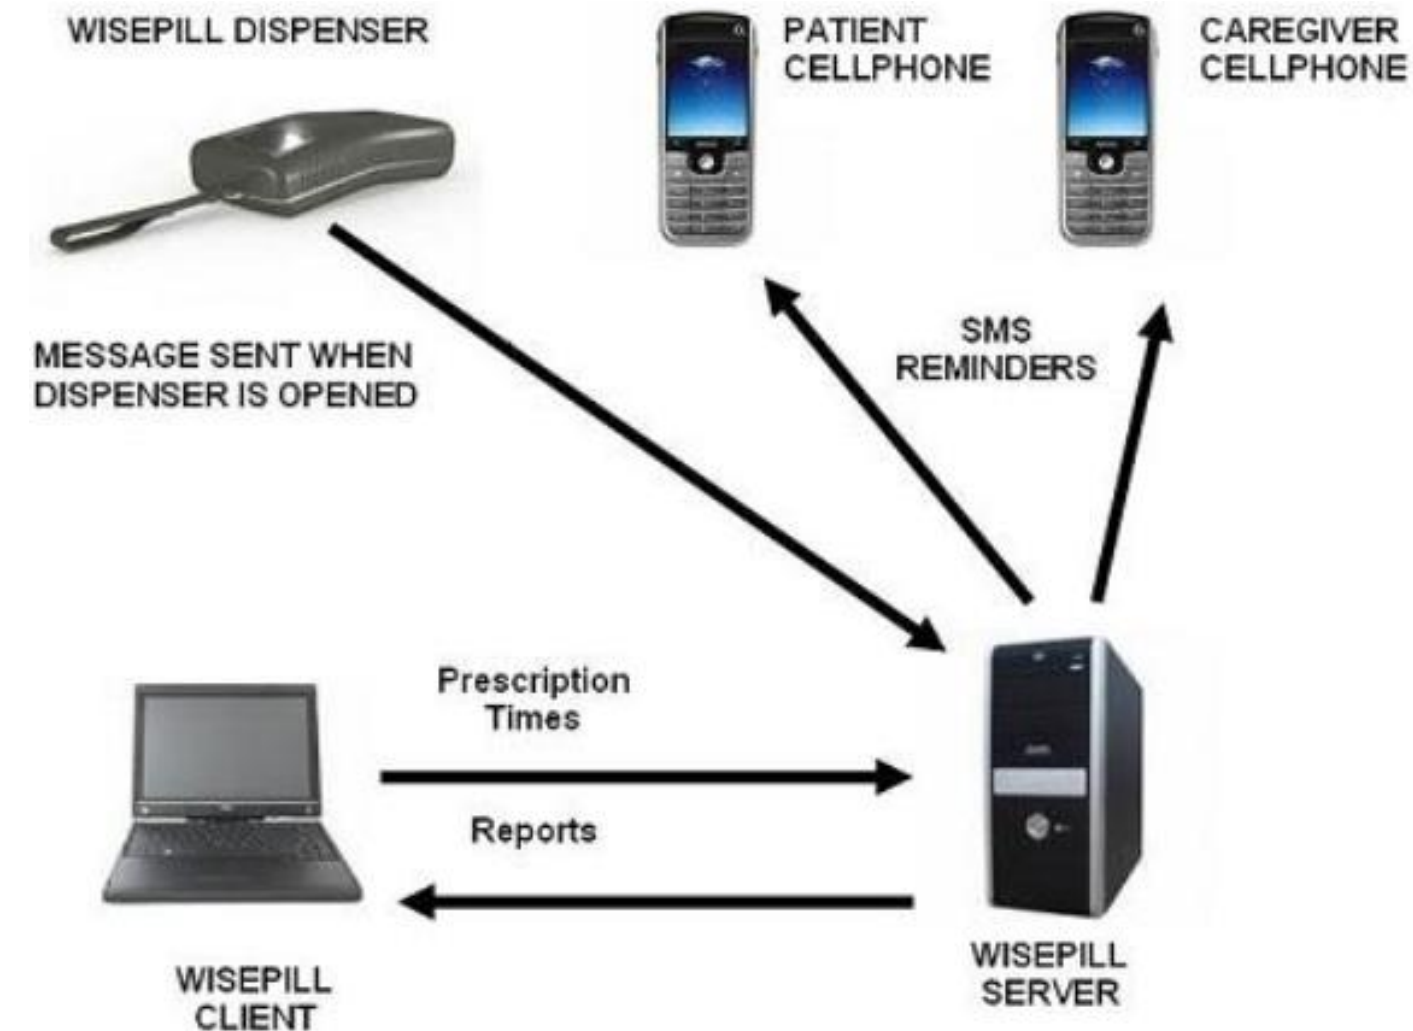 WISEPILL DISPENSER
PATIENT
CELLPHONE
CAREGIVER
CELLPHONE
MESSAGE SENT WHEN
DISPENSER IS OPENED
SMS
REMINDERS
Prescription
Times
Reports
WISEPILL
CLIENT
WISEPILL
SERVER